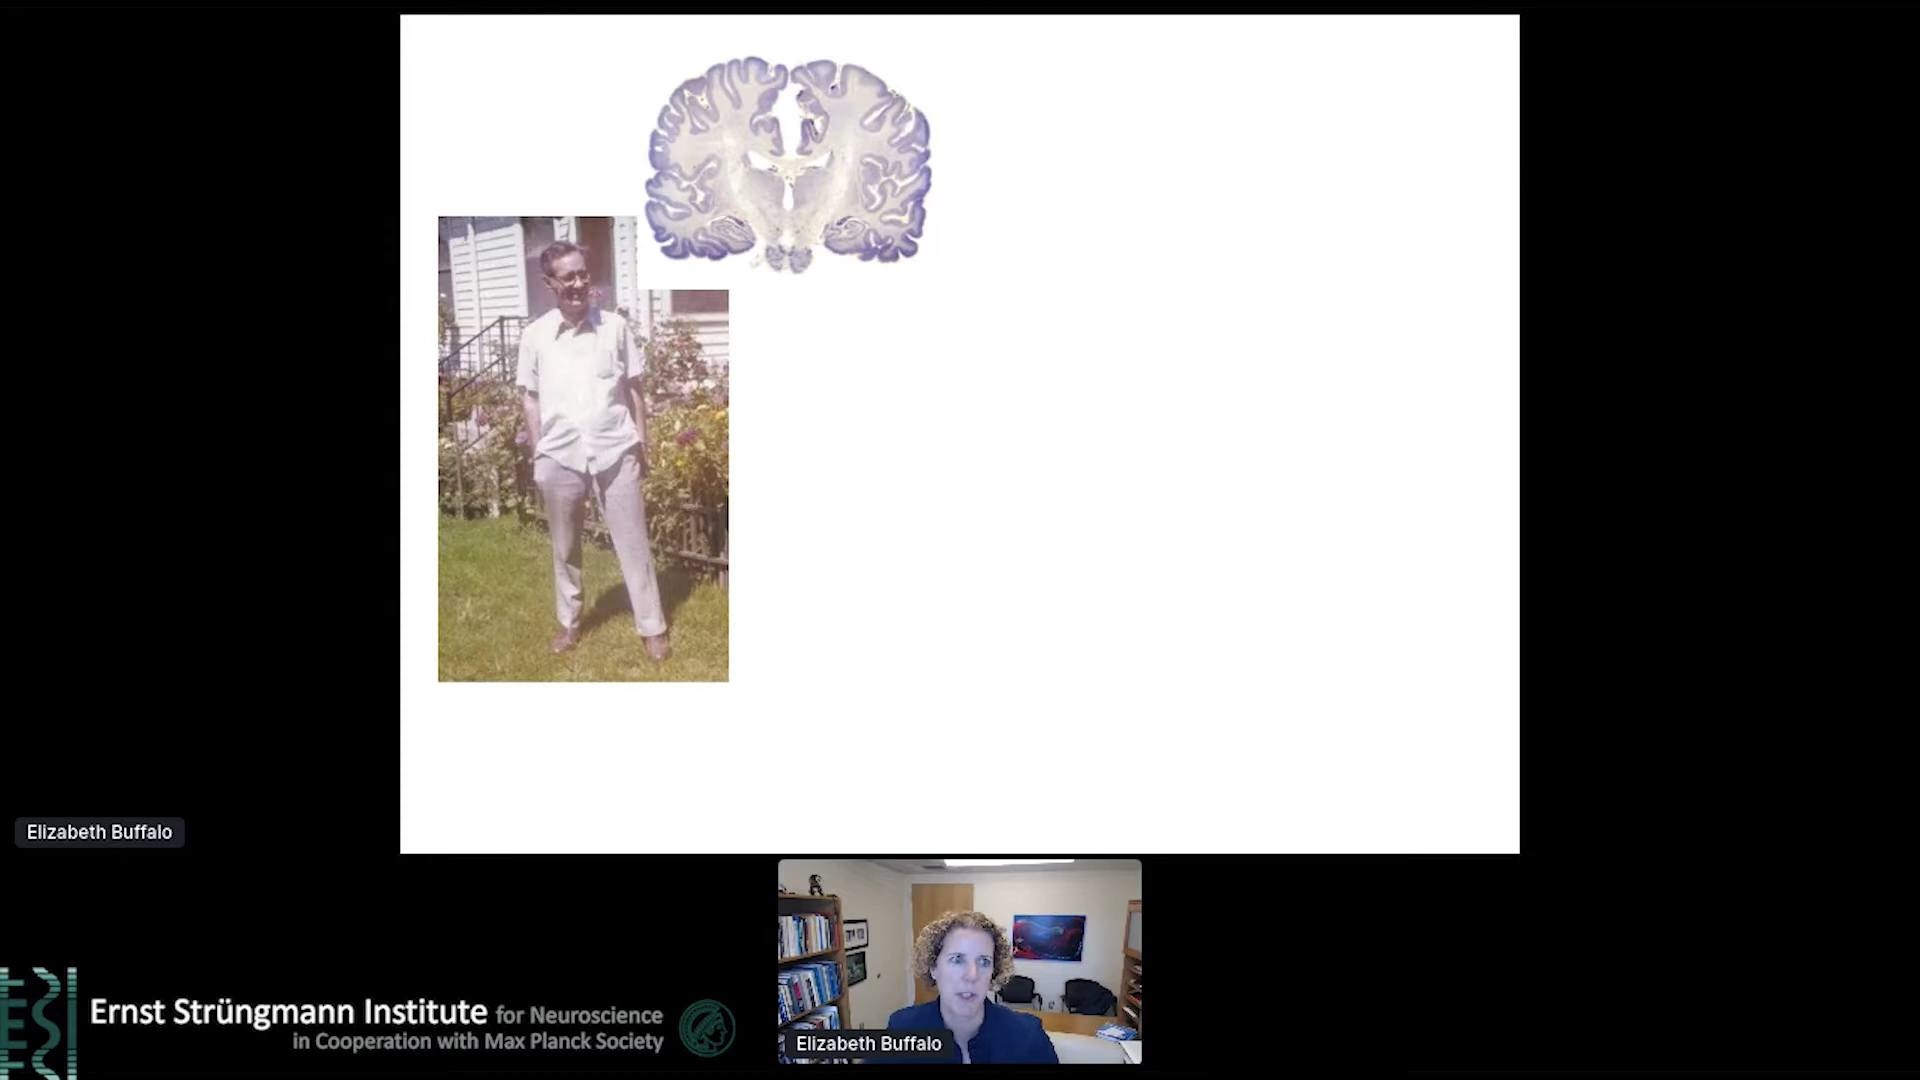 Elizabeth Buffalo
Ernst Strüngmann Institute for Neuroscience
in Cooperation with Max Planck Society
Elizabeth Buffalo